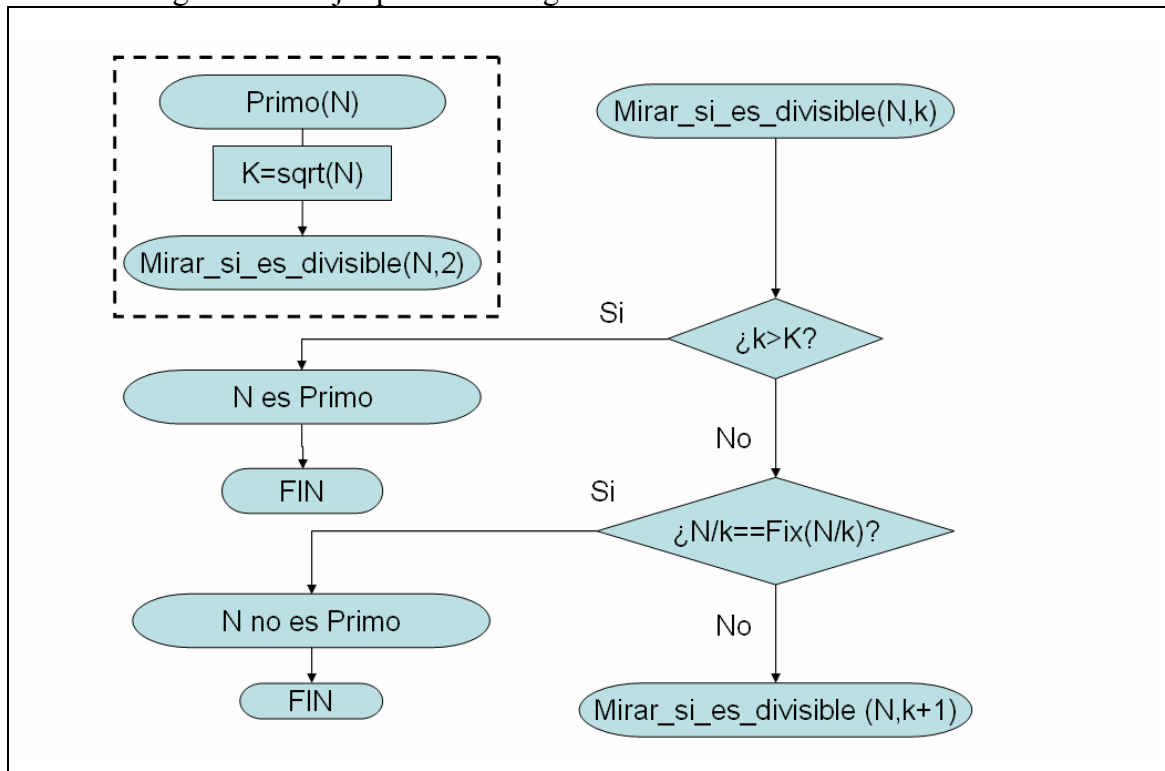 Primo(N)
K=sqrt(N)
Mirar_si_es_divisible(N,2)
Mirar_si_es_divisible(N,k)
¿k>K?
Si
N es Primo
FIN
No
¿N/k==Fix(N/k)?
Si
N no es Primo
FIN
No
Mirar_si_es_divisible (N,k+1)